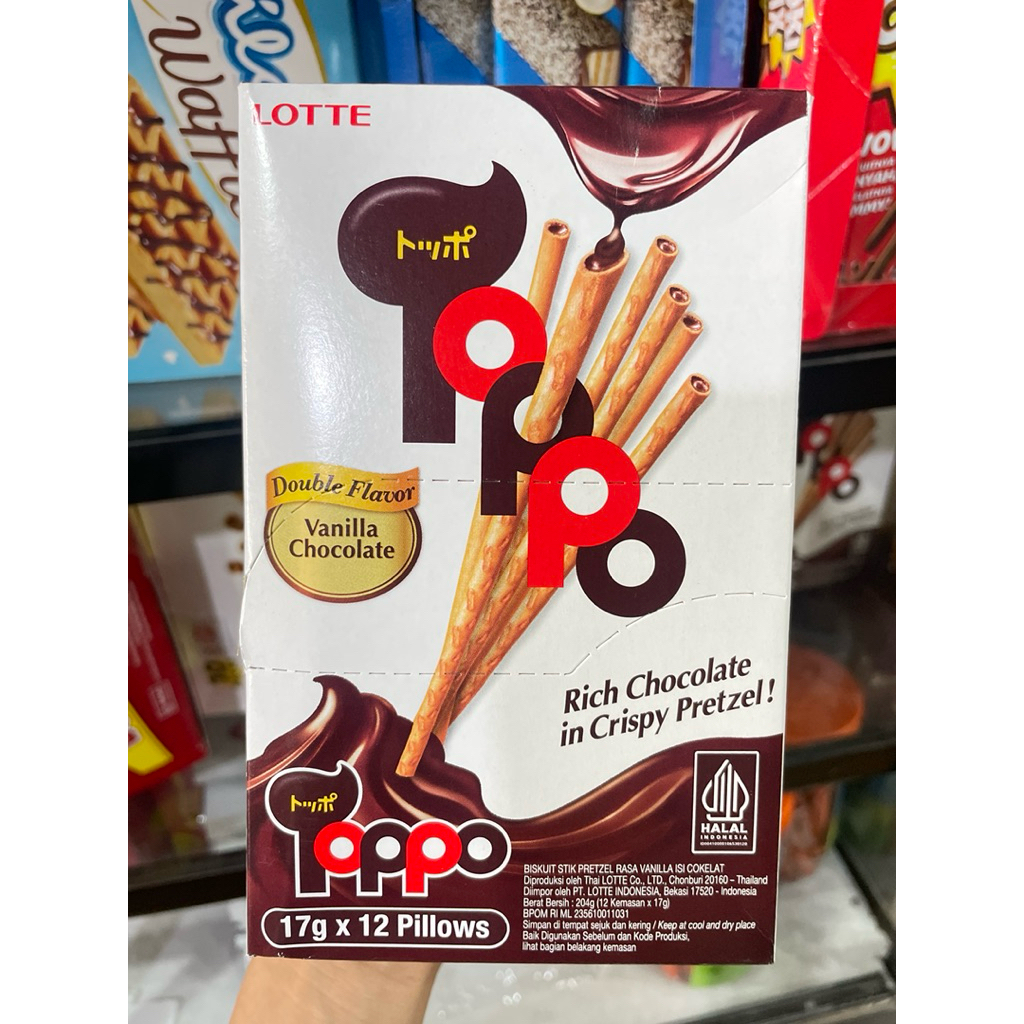 Wafı
LOTTE
トッポ
Toppo
Double Flavor
Vanilla
Chocolate
Rich Chocolate
in Crispy Pretzel!
トッポ
Toppo
17g x 12 Pillows
HALAL
INDONESIA
BISKUIT STIK PRETZEL RASA VANILLA ISI COKELAT
Diproduksi oleh Thai LOTTE Co., LTD., Chonburi 20160 – Thailand
Diimpor oleh PT. LOTTE INDONESIA, Bekasi 17520 - Indonesia
Berat Bersih : 204g (12 Kemasan x 17g)
BPOM RI ML 235610011031
Simpan di tempat sejuk dan kering / Keep at cool and dry place
Baik Digunakan Sebelum dan Kode Produksi,
lihat bagian belakang kemasan